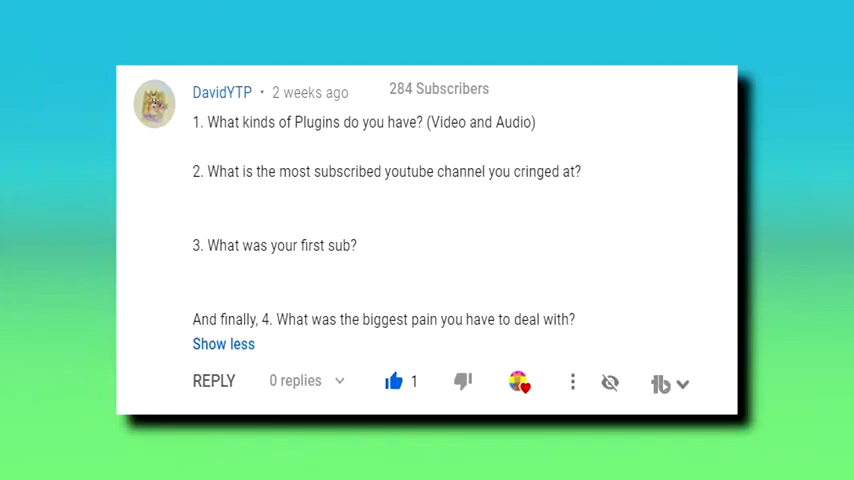 DavidYTP • 2 weeks ago 284 Subscribers
1. What kinds of Plugins do you have? (Video and Audio)
2. What is the most subscribed youtube channel you cringed at?
3. What was your first sub?
And finally, 4. What was the biggest pain you have to deal with?
Show less
REPLY 0 replies 1 tb